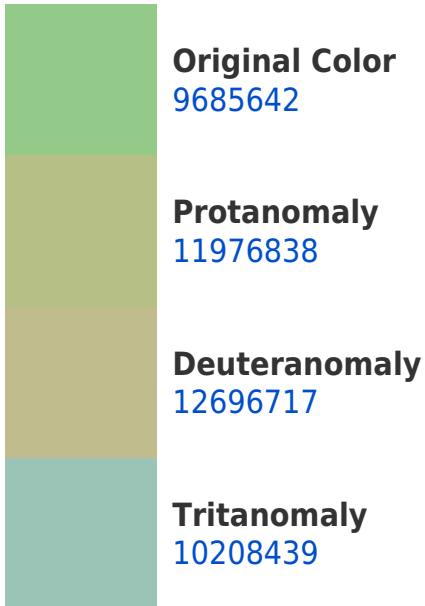 Original Color
9685642
Protanomaly
11976838
Deuteranomaly
12696717
Tritanomaly
10208439